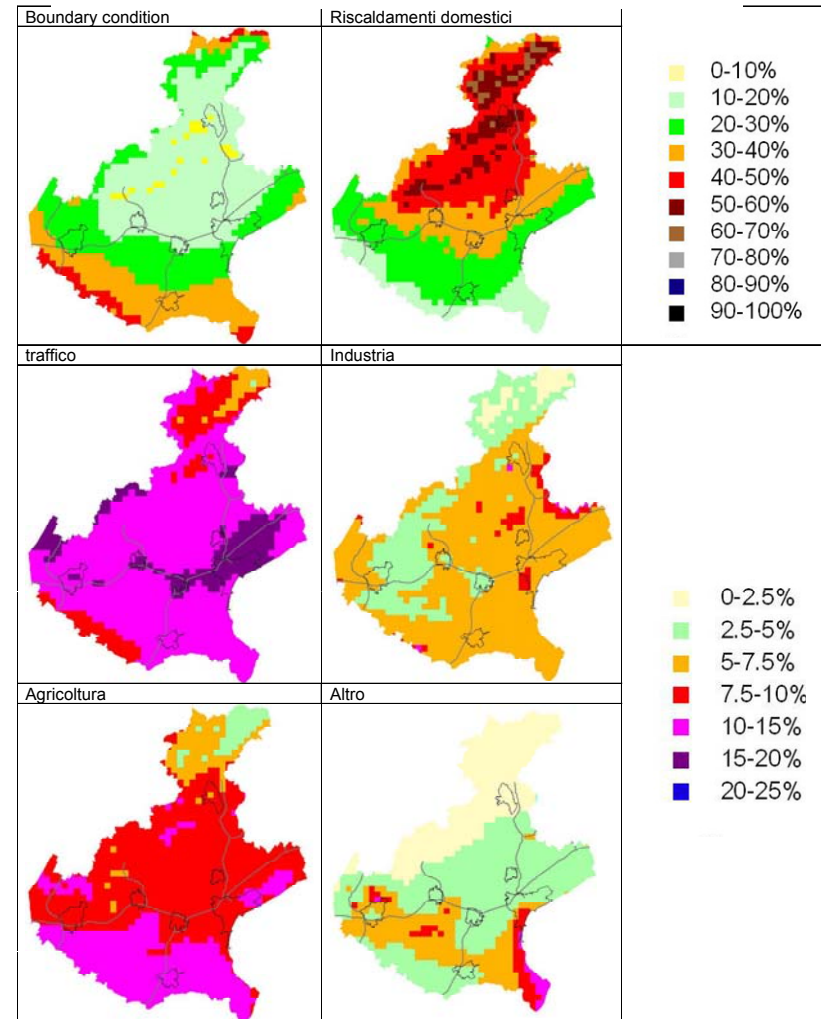 Boundary condition
Riscaldamenti domestici
0-10%
10-20%
20-30%
30-40%
40-50%
50-60%
60-70%
70-80%
80-90%
90-100%
traffico
Industria
0-2.5%
2.5-5%
5-7.5%
7.5-10%
10-15%
15-20%
20-25%
Agricoltura
Altro